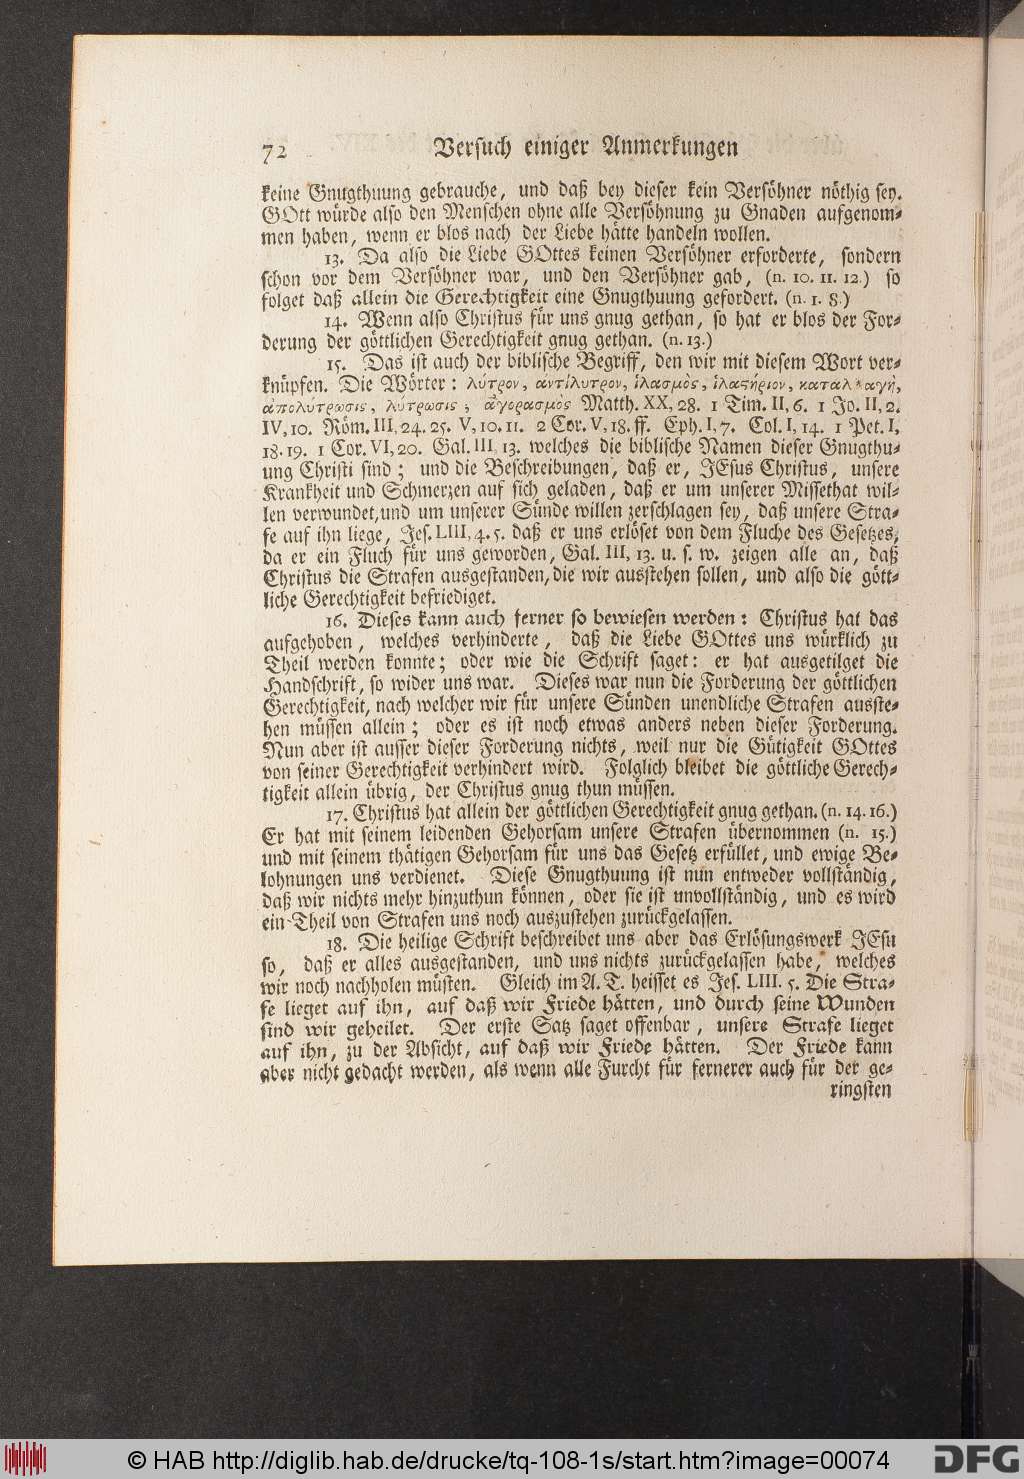 72 Versuch einiger Anmerkungen
keine Gnugthuung gebrauche, und daß bey dieser kein Versöhner nöthig sey.
GOtt würde also den Menschen ohne alle Versöhnung zu Gnaden aufgenom-
men haben, wenn er blos nach der Liebe hätte handeln wollen.
13. Da also die Liebe GOttes keinen Versöhner erforderte, sondern
schon vor dem Versöhner war, und den Versöhner gab, (n. 10. 11. 12.) so
folget daß allein die Gerechtigkeit eine Gnugthuung gefordert. (n. 1. 8.)
14. Wenn also Christus für uns gnug gethan, so hat er blos der For-
derung der göttlichen Gerechtigkeit gnug gethan. (n. 13.)
15. Das ist auch der biblische Begriff, den wir mit diesem Wort ver-
knüpfen. Die Wörter: λύτρον, αντίλυτρον, ἱλασμὸς, ἱλαςήριον, καταλλαγὴ,
ἀπολύτρωσις, λύτρωσις, ἀγορασμὸς Matth. XX, 28. 1 Tim. II, 6. 1 Jo. II, 2.
IV, 10. Röm. III, 24. 25. V, 10. 11. 2 Cor. V, 18. ff. Eph. I, 7. Col. I, 14. 1 Pet. I,
18. 19. 1 Cor. VI, 20. Gal. III, 13. welches die biblische Namen dieser Gnugthu-
ung Christi sind; und die Beschreibungen, daß er, JEsus Christus, unsere
Krankheit und Schmerzen auf sich geladen, daß er um unserer Missethat wil-
len verwundet, und um unserer Sünde willen zerschlagen sey, daß unsere Stra-
fe auf ihn liege, Jes. LIII, 4. 5. daß er uns erlöset von dem Fluche des Gesetzes,
da er ein Fluch für uns geworden, Gal. III, 13. u. s. w. zeigen alle an, daß
Christus die Strafen ausgestanden, die wir ausstehen sollen, und also die gött-
liche Gerechtigkeit befriediget.
16. Dieses kann auch ferner so bewiesen werden: Christus hat das
aufgehoben, welches verhinderte, daß die Liebe GOttes uns würklich zu
Theil werden konnte; oder wie die Schrift saget: er hat ausgetilget die
Handschrift, so wider uns war. Dieses war nun die Forderung der göttlichen
Gerechtigkeit, nach welcher wir für unsere Sünden unendliche Strafen ausste-
hen müssen allein; oder es ist noch etwas anders neben dieser Forderung.
Nun aber ist ausser dieser Forderung nichts, weil nur die Gütigkeit GOttes
von seiner Gerechtigkeit verhindert wird. Folglich bleibet die göttliche Gerech-
tigkeit allein übrig, der Christus gnug thun müssen.
17. Christus hat allein der göttlichen Gerechtigkeit gnug gethan. (n. 14. 16.)
Er hat mit seinem leidenden Gehorsam unsere Strafen übernommen (n. 15.)
und mit seinem thätigen Gehorsam für uns das Gesetz erfüllet, und ewige Be-
lohnungen uns verdienet. Diese Gnugthuung ist nun entweder vollständig,
daß wir nichts mehr hinzuthun können, oder sie ist unvollständig, und es wird
ein Theil von Strafen uns noch auszustehen zurückgelassen.
18. Die heilige Schrift beschreibet uns aber das Erlösungswerk JEsu
so, daß er alles ausgestanden, und uns nichts zurückgelassen habe, welches
wir noch nachholen müsten. Gleich im A. T. heisset es Jes. LIII. 5. Die Stra-
fe lieget auf ihn, auf daß wir Friede hätten, und durch seine Wunden
sind wir geheilet. Der erste Satz saget offenbar, unsere Strafe lieget
auf ihn, zu der Absicht, auf daß wir Friede hätten. Der Friede kann
aber nicht gedacht werden, als wenn alle Furcht für fernerer auch für der ge-
ringsten
© HAB http://diglib.hab.de/drucke/tq-108-1s/start.htm?image=00074
DFG